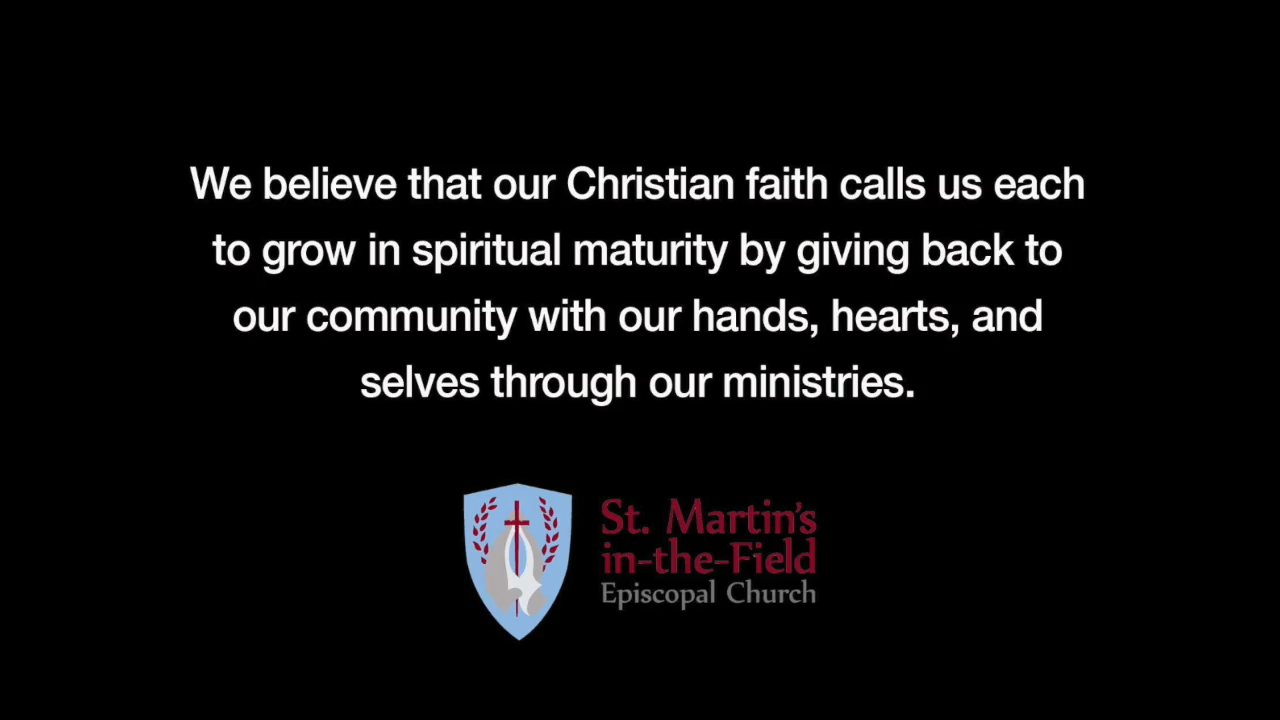 We believe that our Christian faith calls us each
to grow in spiritual maturity by giving back to
our community with our hands, hearts, and
selves through our ministries.
St. Martin's
in-the-Field
Episcopal Church